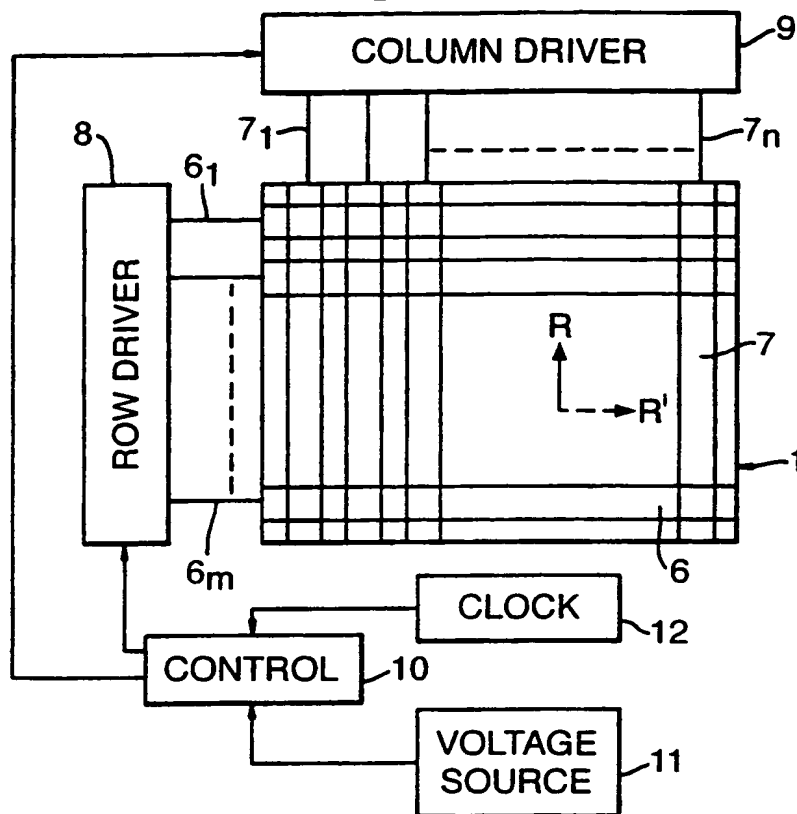 COLUMN DRIVER
9
7₁
7ₙ
8
6₁
ROW DRIVER
R
R'
7
1
6ₘ
6
CLOCK
12
CONTROL
10
VOLTAGE
SOURCE
11